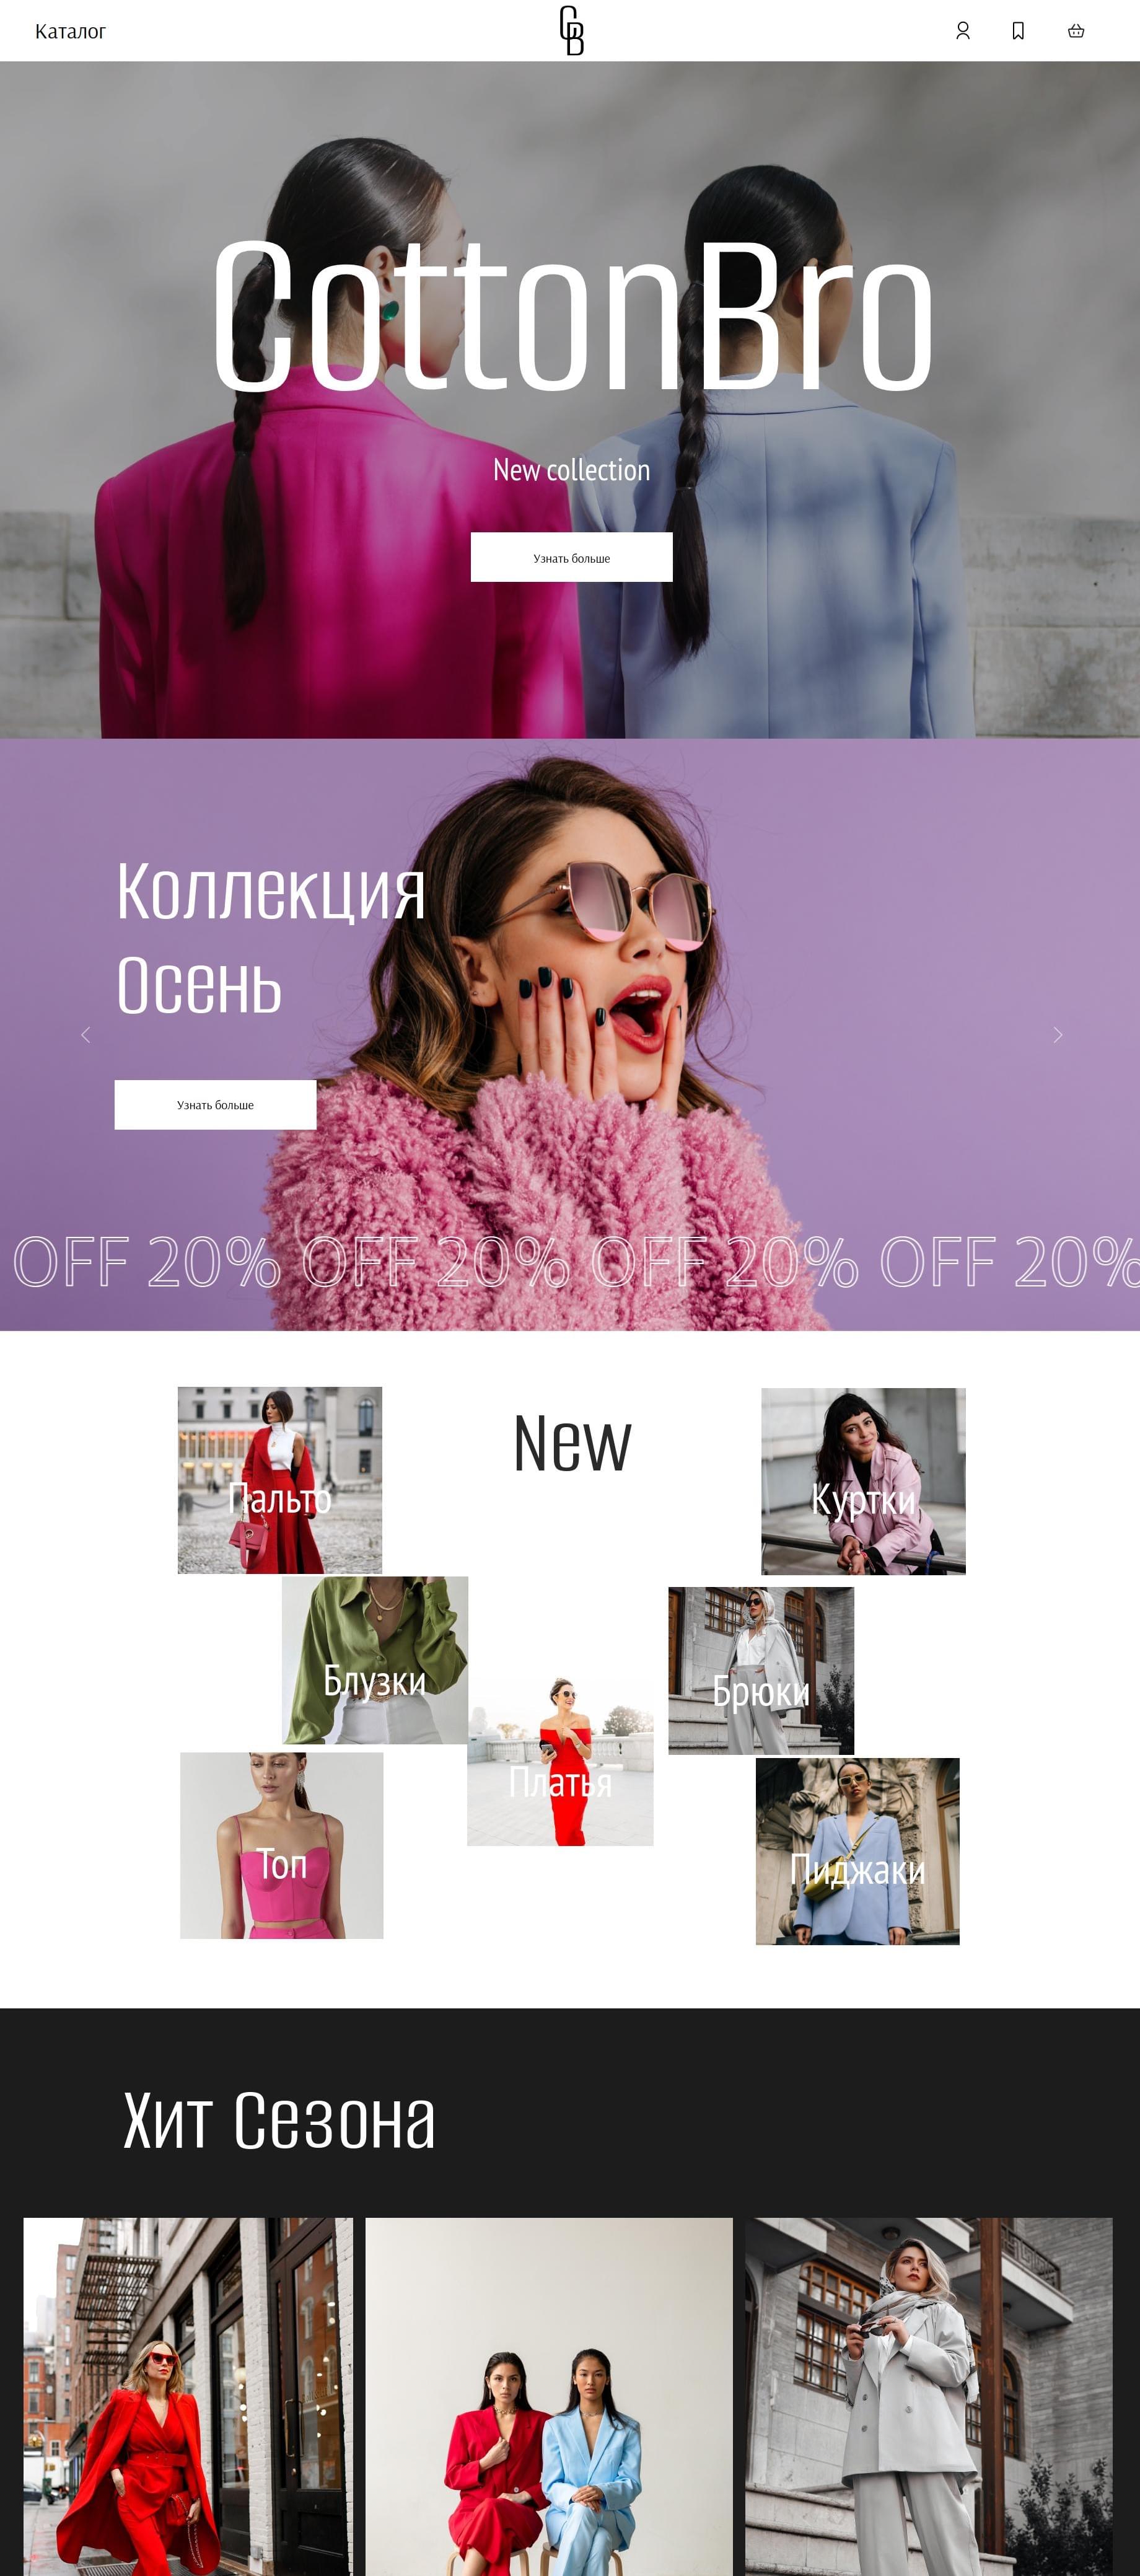 Каталог
CB
CottonBro
New collection
Узнать больше
Коллекция
Осень
Узнать больше
OFF 20% OFF 20% OFF 20% OFF 20%
New
Пальто
Куртки
Блузки
Брюки
Платья
Топ
Пиджаки
Хит Сезона